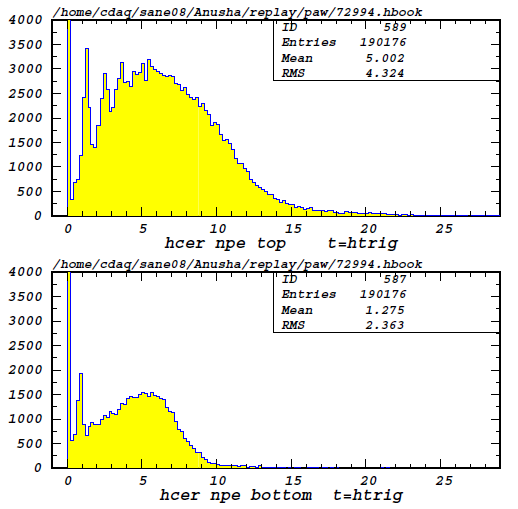 /home/cdaq/sane08/Anusha/replay/paw/72994.hbook
ID 589
Entries 190176
Mean 5.002
RMS 4.324
4000
3500
3000
2500
2000
1500
1000
500
0
0 5 10 15 20 25
hcer npe top t=htrig
/home/cdaq/sane08/Anusha/replay/paw/72994.hbook
ID 587
Entries 190176
Mean 1.275
RMS 2.363
4000
3500
3000
2500
2000
1500
1000
500
0
0 5 10 15 20 25
hcer npe bottom t=htrig